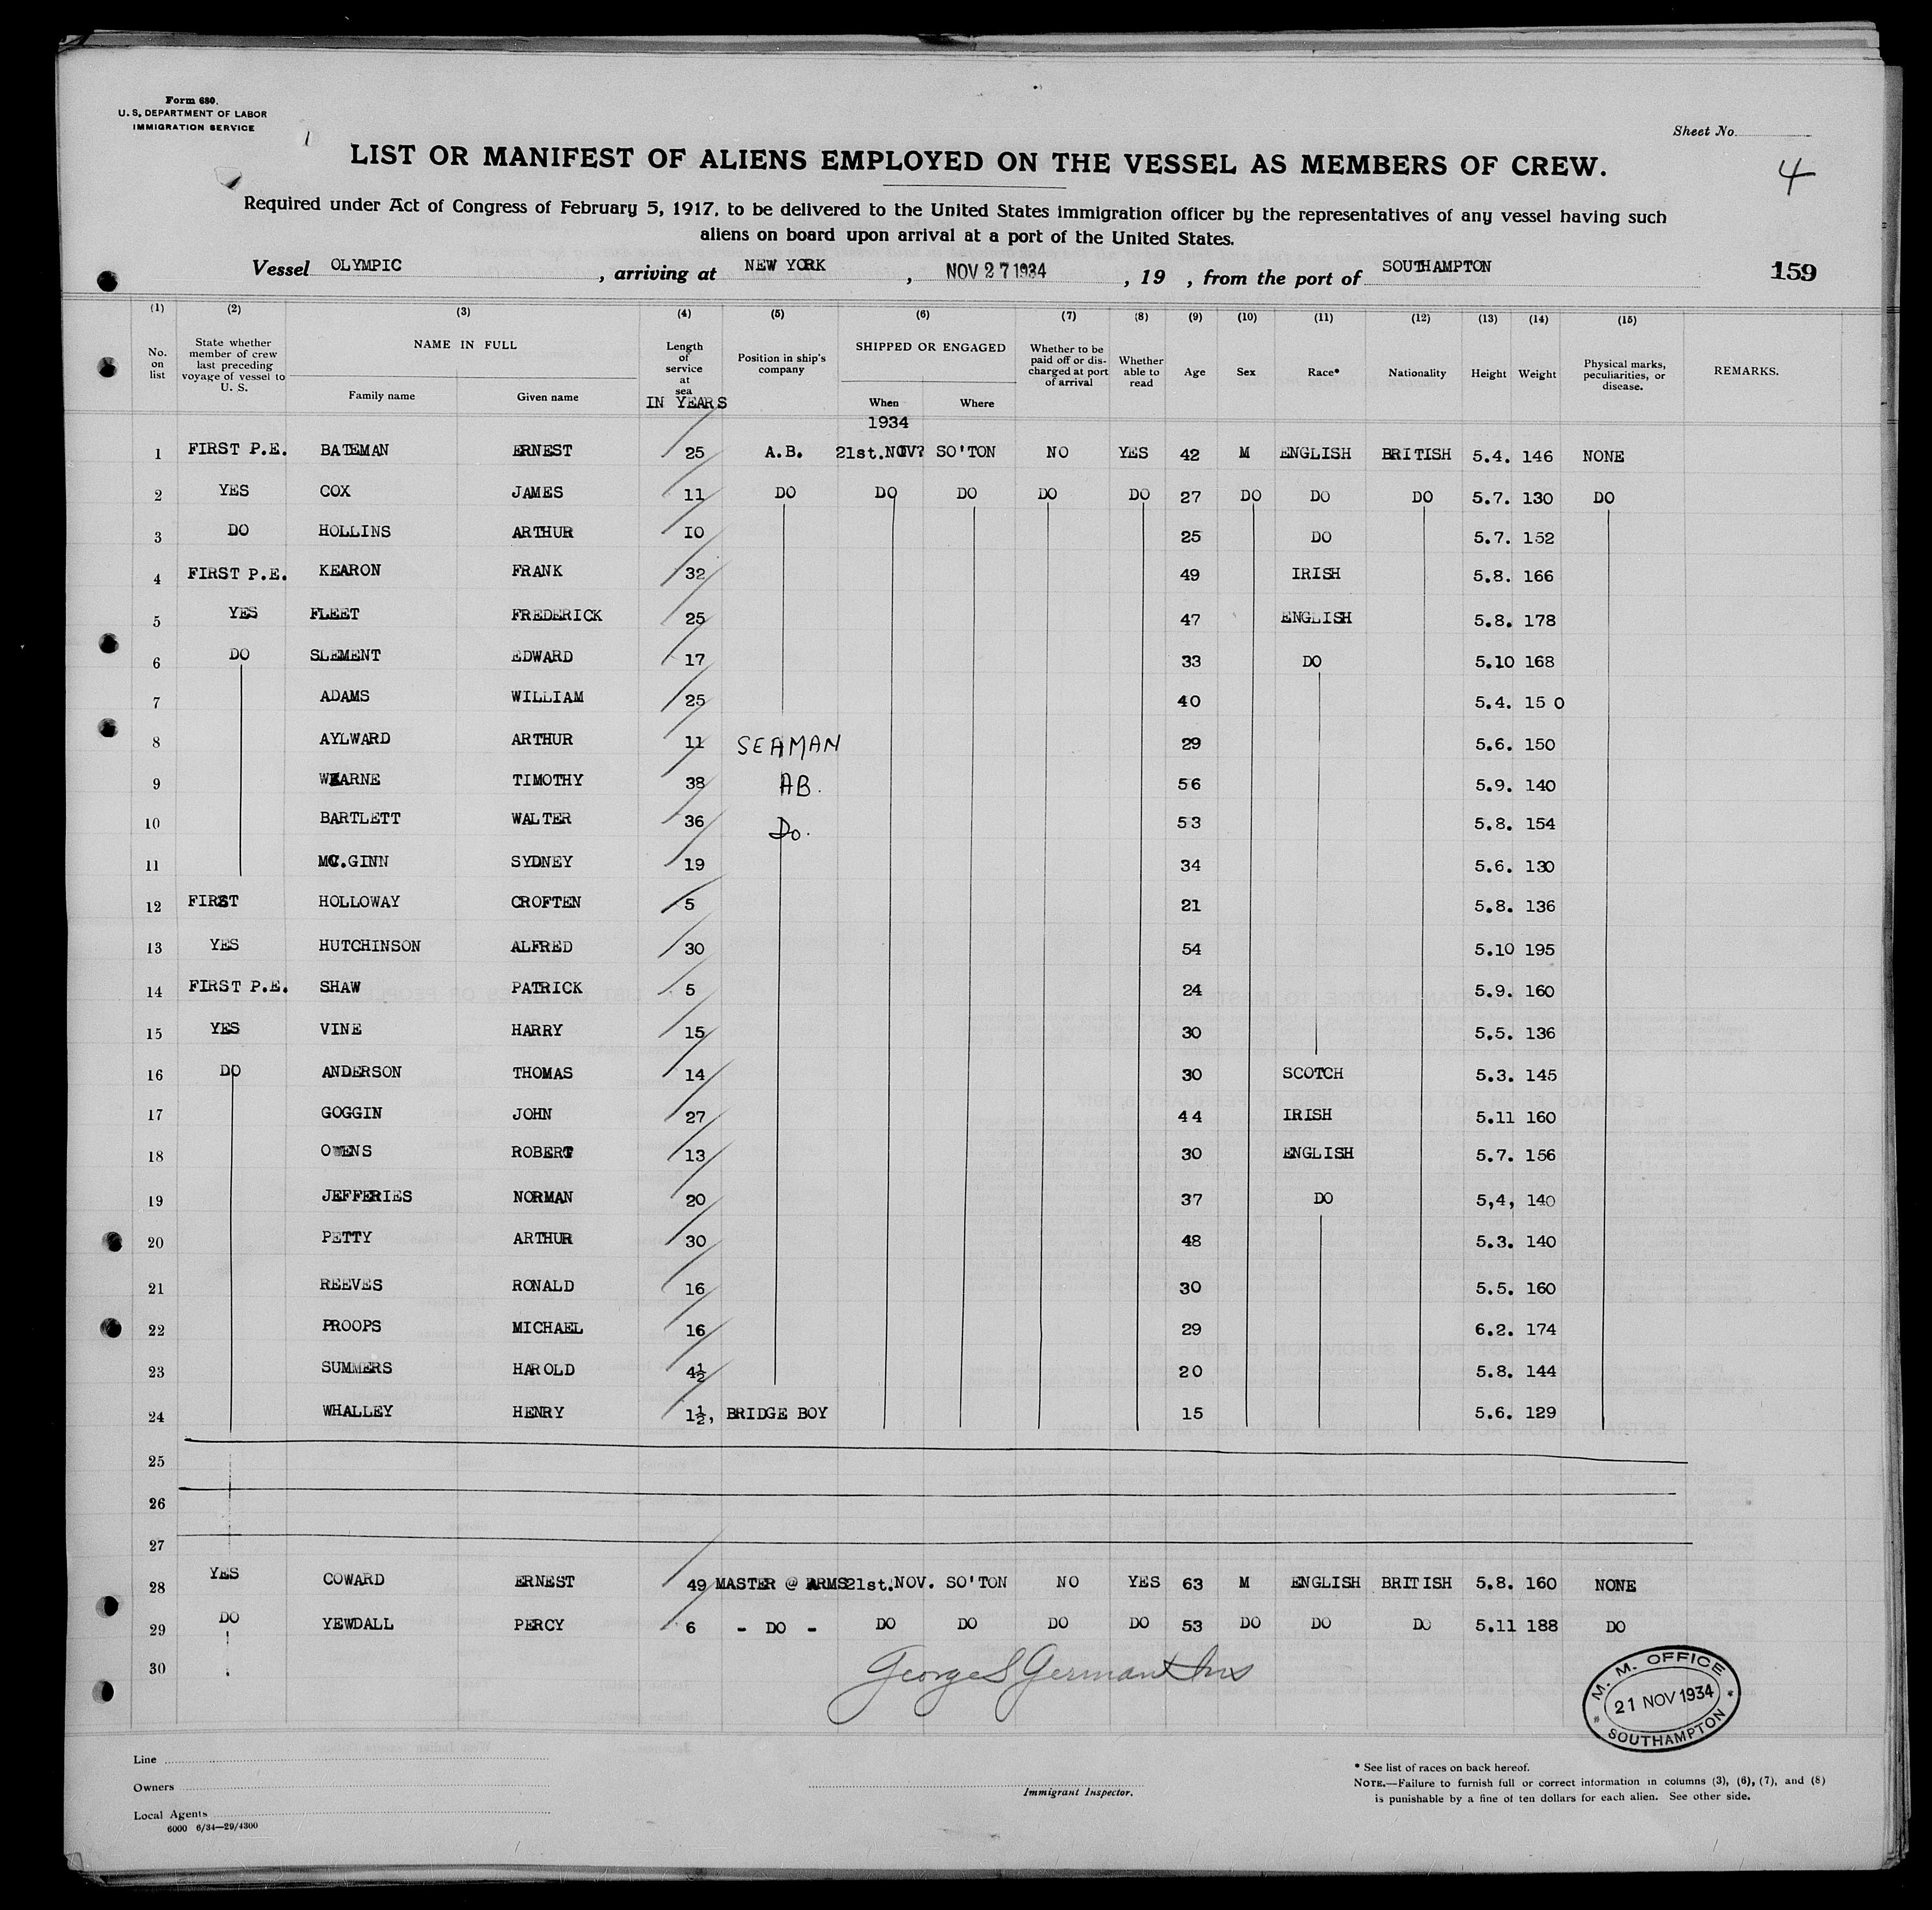 Form 680.
U. S. DEPARTMENT OF LABOR
IMMIGRATION SERVICE
Sheet No.
LIST OR MANIFEST OF ALIENS EMPLOYED ON THE VESSEL AS MEMBERS OF CREW.
4
Required under Act of Congress of February 5, 1917, to be delivered to the United States immigration officer by the representatives of any vessel having such
aliens on board upon arrival at a port of the United States.
Vessel OLYMPIC , arriving at NEW YORK , NOV 27 1934 , 19 , from the port of SOUTHAMPTON 159
(1) (2) (3) (4) (5) (6) (7) (8) (9) (10) (11) (12) (13) (14) (15)
No. on list State whether member of crew last preceding voyage of vessel to U. S. NAME IN FULL Family name Given name Length of service at sea IN YEARS Position in ship's company SHIPPED OR ENGAGED When 1934 Where Whether to be paid off or discharged at port of arrival Whether able to read Age Sex Race* Nationality Height Weight Physical marks, peculiarities, or disease. REMARKS.
1 FIRST P.E. BATEMAN ERNEST 25 A.B. 21st.NOV? SO'TON NO YES 42 M ENGLISH BRITISH 5.4. 146 NONE
2 YES COX JAMES 11 DO DO DO DO DO 27 DO DO DO 5.7. 130 DO
3 DO HOLLINS ARTHUR 10 25 DO 5.7. 152
4 FIRST P.E. KEARON FRANK 32 49 IRISH 5.8. 166
5 YES FLEET FREDERICK 25 47 ENGLISH 5.8. 178
6 DO SLEMENT EDWARD 17 33 DO 5.10 168
7 ADAMS WILLIAM 25 40 5.4. 15 0
8 AYLWARD ARTHUR 11 SEAMAN 29 5.6. 150
9 WEARNE TIMOTHY 38 AB. 56 5.9. 140
10 BARTLETT WALTER 36 Do. 53 5.8. 154
11 MC.GINN SYDNEY 19 34 5.6. 130
12 FIRST HOLLOWAY CROFTEN 5 21 5.8. 136
13 YES HUTCHINSON ALFRED 30 54 5.10 195
14 FIRST P.E. SHAW PATRICK 5 24 5.9. 160
15 YES VINE HARRY 15 30 5.5. 136
16 DO ANDERSON THOMAS 14 30 SCOTCH 5.3. 145
17 GOGGIN JOHN 27 44 IRISH 5.11 160
18 OWENS ROBERT 13 30 ENGLISH 5.7. 156
19 JEFFERIES NORMAN 20 37 DO 5,4, 140
20 PETTY ARTHUR 30 48 5.3. 140
21 REEVES RONALD 16 30 5.5. 160
22 PROOPS MICHAEL 16 29 6.2. 174
23 SUMMERS HAROLD 4½ 20 5.8. 144
24 WHALLEY HENRY 1½, BRIDGE BOY 15 5.6. 129
25
26
27
28 YES COWARD ERNEST 49 MASTER @ ARMS 21st.NOV. SO'TON NO YES 63 M ENGLISH BRITISH 5.8. 160 NONE
29 DO YEWDALL PERCY 6 - DO - DO DO DO DO 53 DO DO DO 5.11 188 DO
30 George S German Ins
M. M. OFFICE
21 NOV 1934
SOUTHAMPTON
Line
Owners
Local Agents
6000 6/34—29/4300
Immigrant Inspector.
* See list of races on back hereof.
NOTE.—Failure to furnish full or correct information in columns (3), (6), (7), and (8)
is punishable by a fine of ten dollars for each alien. See other side.